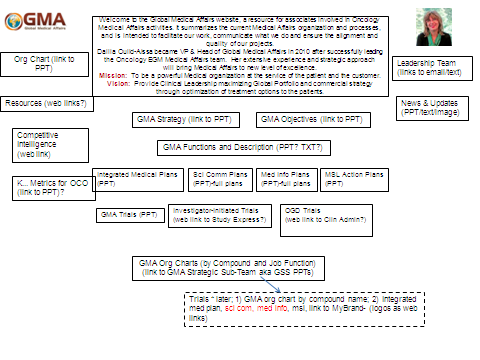 GMA
Global Medical Affairs
Welcome to the Global Medical Affairs website, a resource for associates involved in Oncology
Medical Affairs activities. It summarizes the current Medical Affairs organization and processes,
and is intended to facilitate our work, communicate what we do and ensure the alignment and
quality of our projects.
Dalila Ouid-Aissa became VP & Head of Global Medical Affairs in 2010 after successfully leading
the Oncology EGM Medical Affairs team. Her extensive experience and strategic approach
will bring Medical Affairs to new level of excellence.
Mission: To be a powerful Medical organization at the service of the patient and the customer.
Vision: Provide Clinical Leadership maximizing Global Portfolio and commercial strategy
through optimization of treatment options to the patients.
Org Chart (link to
PPT)
Leadership Team
(links to email/text)
Resources (web links?)
News & Updates
(PPT/text/image)
GMA Strategy (link to PPT)
GMA Objectives (link to PPT)
Competitive
Intelligence
(web link)
GMA Functions and Description (PPT? TXT?)
K... Metrics for OCO
(link to PPT)?
Integrated Medical Plans
(PPT)
Sci Comm Plans
(PPT)-full plans
Med Info Plans
(PPT)-full plans
MSL Action Plans
(PPT)
GMA Trials (PPT)
Investigator-Initiated Trials
(web link to Study Express?)
OGD Trials
(web link to Clin Admin?)
GMA Org Charts (by Compound and Job Function)
(link to GMA Strategic Sub-Team aka GSS PPTs)
Trials * later; 1) GMA org chart by compound name; 2) Integrated
med plan, sci com, med info, msl, link to MyBrand- (logos as web
links)